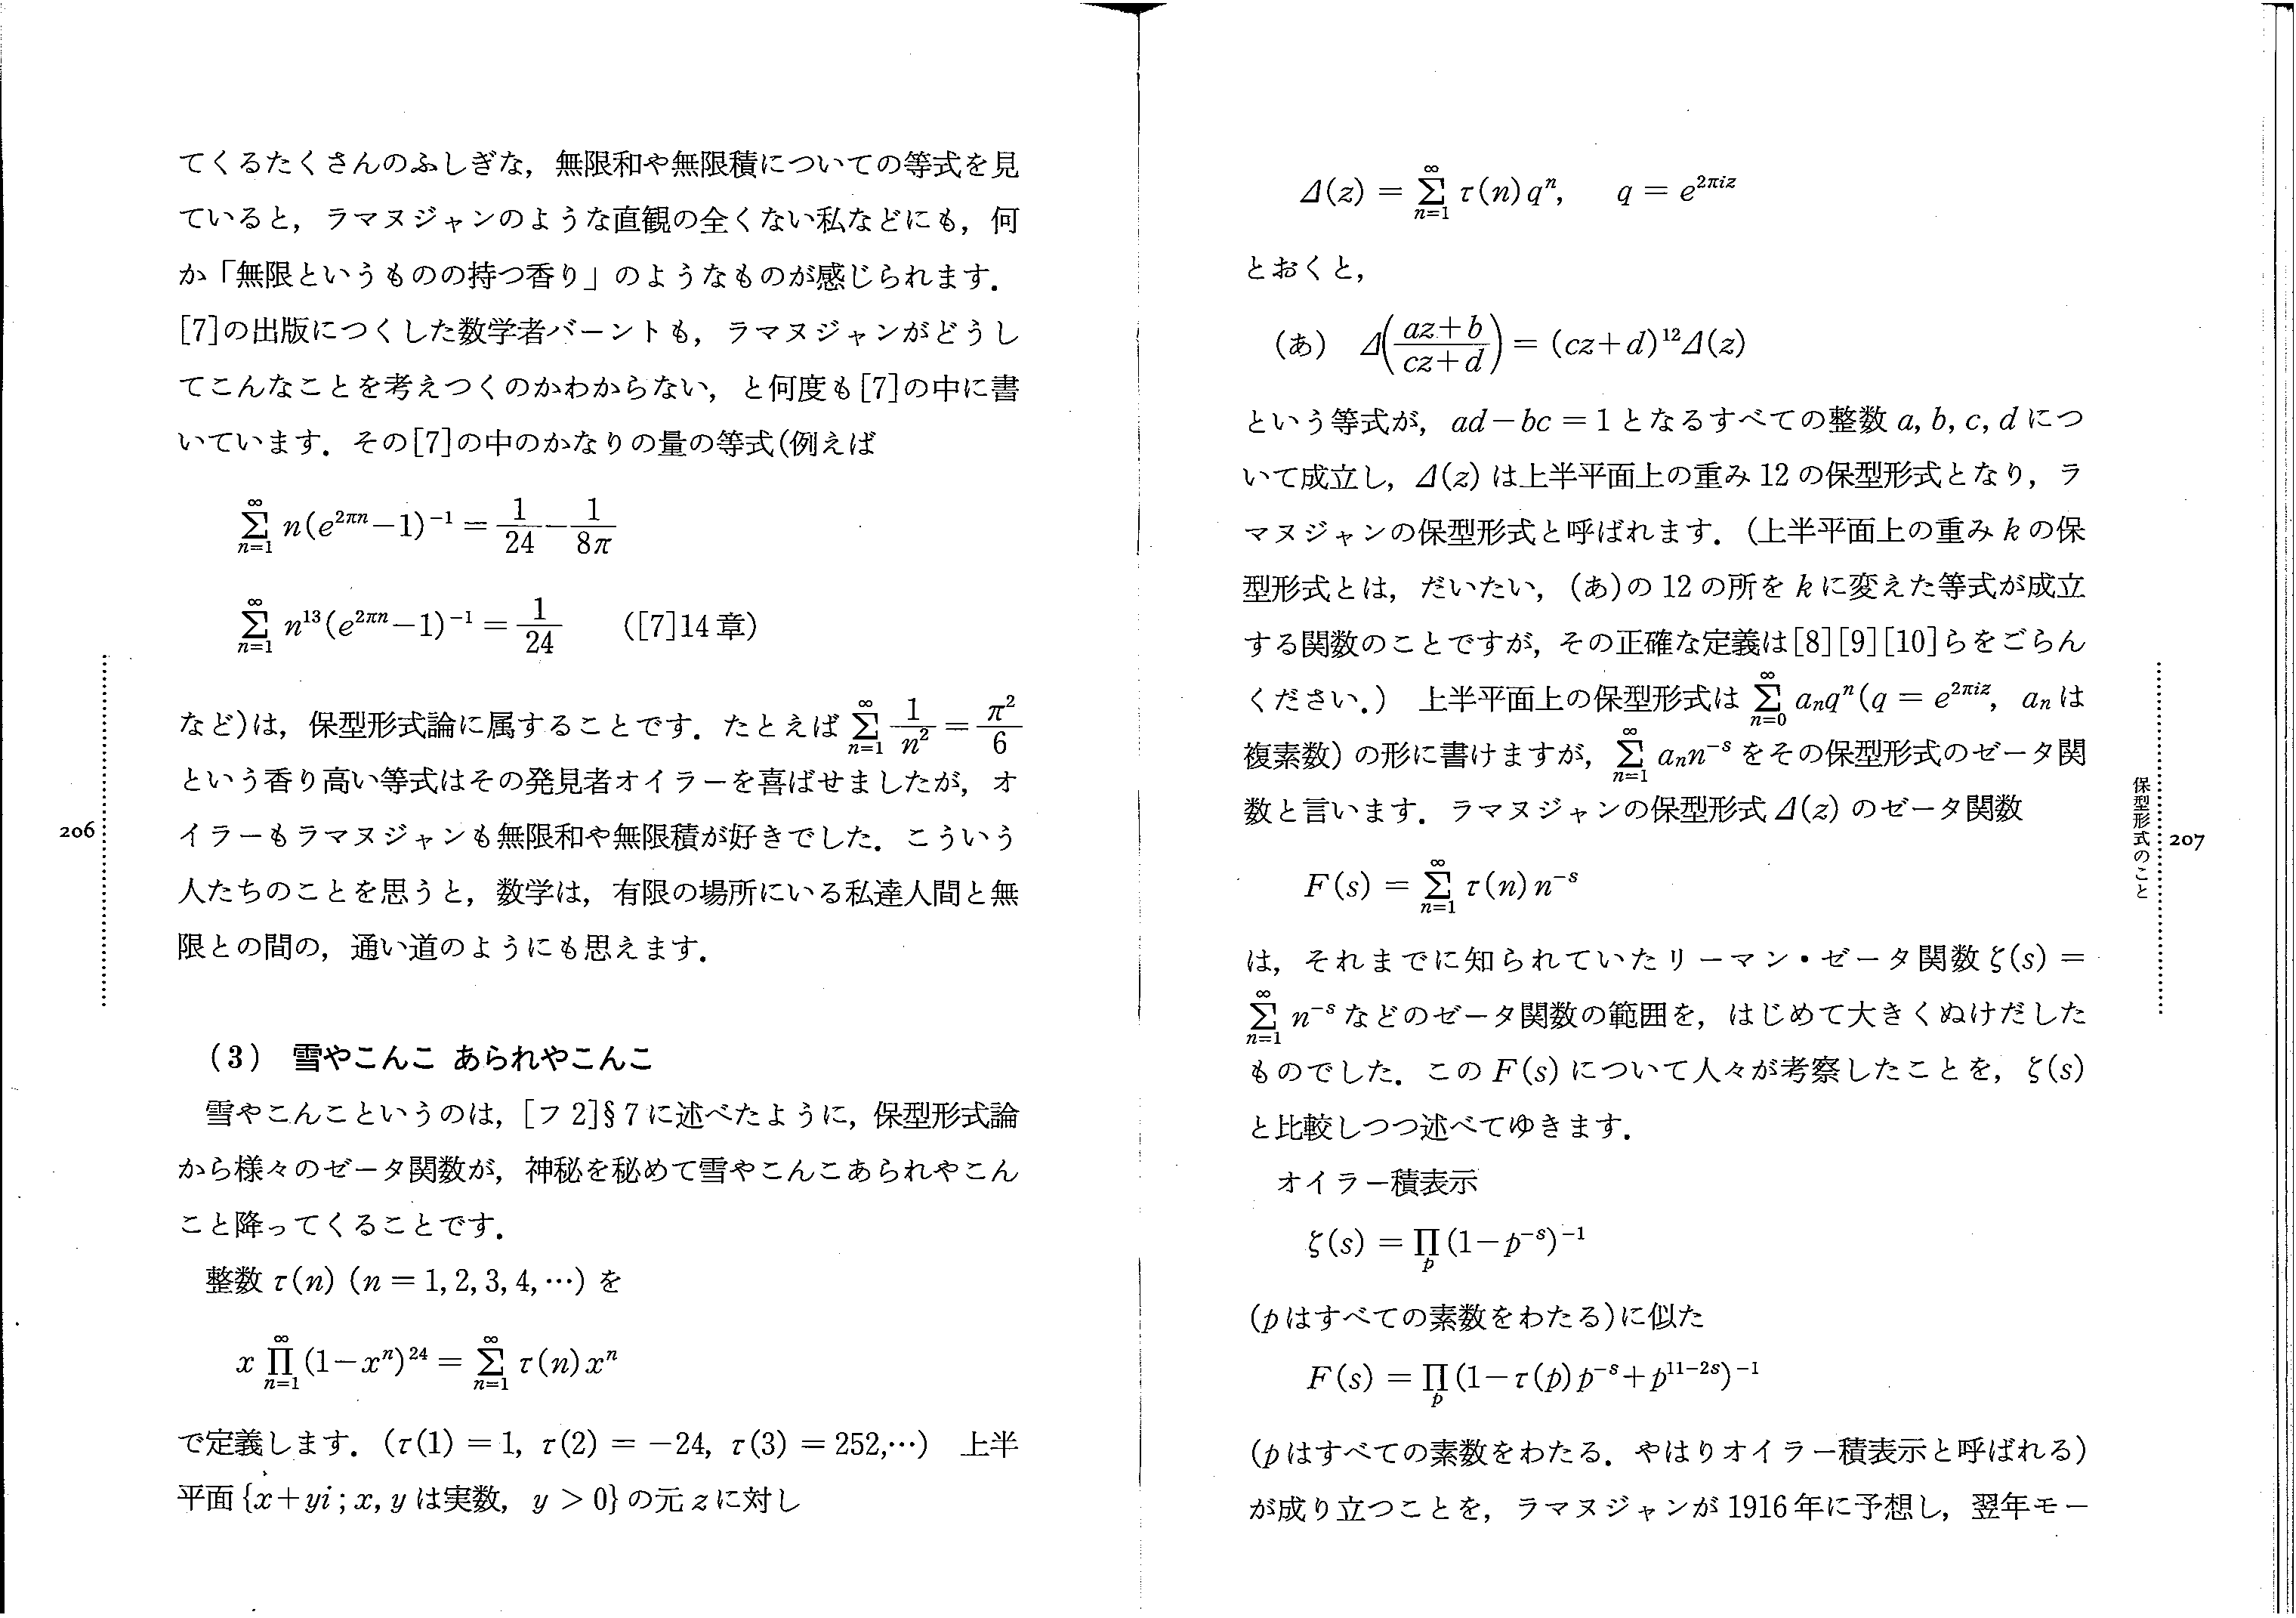 てくるたくさんのふしぎな，無限和や無限積についての等式を見
ていると，ラマヌジャンのような直観の全くない私などにも，何
か「無限というものの持つ香り」のようなものが感じられます．
[7]の出版につくした数学者バーントも，ラマヌジャンがどうし
てこんなことを考えつくのかわからない，と何度も[7]の中に書
いています．その[7]の中のかなりの量の等式(例えば
$\sum_{n=1}^{\infty} n(e^{2\pi n}-1)^{-1} = \frac{1}{24} - \frac{1}{8\pi}$
$\sum_{n=1}^{\infty} n^{13}(e^{2\pi n}-1)^{-1} = \frac{1}{24}$ ([7]14章)
など)は，保型形式論に属することです．たとえば $\sum_{n=1}^{\infty} \frac{1}{n^2} = \frac{\pi^2}{6}$
という香り高い等式はその発見者オイラーを喜ばせましたが，オ
イラーもラマヌジャンも無限和や無限積が好きでした．こういう
人たちのことを思うと，数学は，有限の場所にいる私達人間と無
限との間の，通い道のようにも思えます．
(3) 雪やこんこ あられやこんこ
雪やこんこというのは，[フ2]§7に述べたように，保型形式論
から様々のゼータ関数が，神秘を秘めて雪やこんこあられやこん
こと降ってくることです．
整数 $\tau(n)$ $(n=1,2,3,4,\cdots)$ を
$x \prod_{n=1}^{\infty} (1-x^n)^{24} = \sum_{n=1}^{\infty} \tau(n)x^n$
で定義します．($\tau(1)=1, \tau(2)=-24, \tau(3)=252,\cdots$) 上半
平面 $\{x+yi; x, y$ は実数，$y>0\}$ の元 $z$ に対し
206
$\Delta(z) = \sum_{n=1}^{\infty} \tau(n)q^n, \quad q = e^{2\pi iz}$
とおくと，
(あ) $\Delta\left(\frac{az+b}{cz+d}\right) = (cz+d)^{12}\Delta(z)$
という等式が，$ad-bc=1$ となるすべての整数 $a, b, c, d$ につ
いて成立し，$\Delta(z)$ は上半平面上の重み12の保型形式となり，ラ
マヌジャンの保型形式と呼ばれます．(上半平面上の重み $k$ の保
型形式とは，だいたい，(あ)の12の所を $k$ に変えた等式が成立
する関数のことですが，その正確な定義は[8][9][10]らをごらん
ください．) 上半平面上の保型形式は $\sum_{n=0}^{\infty} a_nq^n$ ($q=e^{2\pi iz}$，$a_n$ は
複素数) の形に書けますが，$\sum_{n=1}^{\infty} a_nn^{-s}$ をその保型形式のゼータ関
数と言います．ラマヌジャンの保型形式 $\Delta(z)$ のゼータ関数
$F(s) = \sum_{n=1}^{\infty} \tau(n)n^{-s}$
は，それまでに知られていたリーマン・ゼータ関数 $\zeta(s) =$
$\sum_{n=1}^{\infty} n^{-s}$ などのゼータ関数の範囲を，はじめて大きくぬけだした
ものでした．この $F(s)$ について人々が考察したことを，$\zeta(s)$
と比較しつつ述べてゆきます．
オイラー積表示
$\zeta(s) = \prod_p (1-p^{-s})^{-1}$
($p$ はすべての素数をわたる)に似た
$F(s) = \prod_p (1-\tau(p)p^{-s}+p^{11-2s})^{-1}$
($p$ はすべての素数をわたる．やはりオイラー積表示と呼ばれる)
が成り立つことを，ラマヌジャンが1916年に予想し，翌年モー
保型形式のこと
207